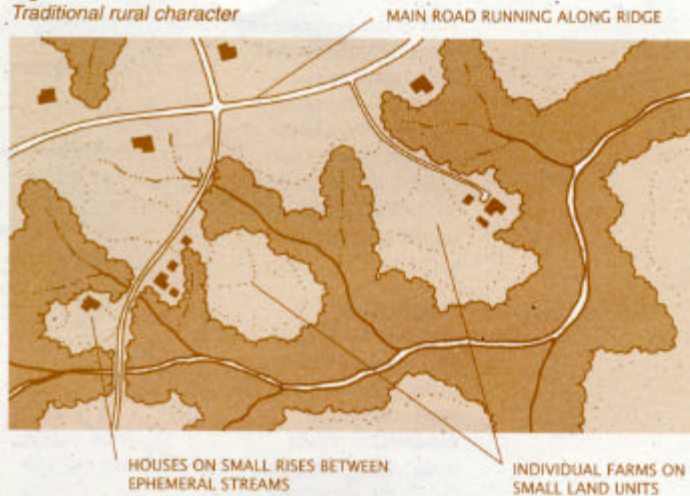 Traditional rural character
MAIN ROAD RUNNING ALONG RIDGE
HOUSES ON SMALL RISES BETWEEN
EPHEMERAL STREAMS
INDIVIDUAL FARMS ON
SMALL LAND UNITS